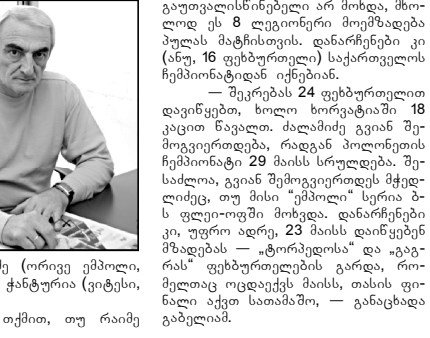 ე (ორივე ემპოლი,
ჭანტურია (ვიტესი,
თქმით, თუ რაიმე
გაუთვალისწინებელი არ მოხდა, მხო-
ლოდ ეს 8 ლეგიონერი მოემზადება
პულას მატჩისთვის. დანარჩენები კი
(ანუ, 16 ფეხბურთელი) საქართველოს
ჩემპიონატიდან იქნებიან.
— შეკრებას 24 ფეხბურთელით
დავიწყებთ, ხოლო ხორვატიაში 18
კაცით წავალთ. ძალამიძე გვიან შე-
მოგვიერთდება, რადგან პოლონეთის
ჩემპიონატი 29 მაისს სრულდება. შე-
საძლოა, გვიან შემოგვიერთდეს მჭედ-
ლიძეც, თუ მისი “ემპოლი” სერია ბ-
ს ფლეი-ოფში მოხვდა. დანარჩენები
კი, უფრო ადრე, 23 მაისს დაიწყებენ
მზადებას — „ტორპედოსა“ და „გაგ-
რას“ ფეხბურთელების გარდა, რო-
მელთაც ოცდაექვს მაისს, თასის ფი-
ნალი აქვთ სათამაშო, — განაცხადა
გაბელიამ.